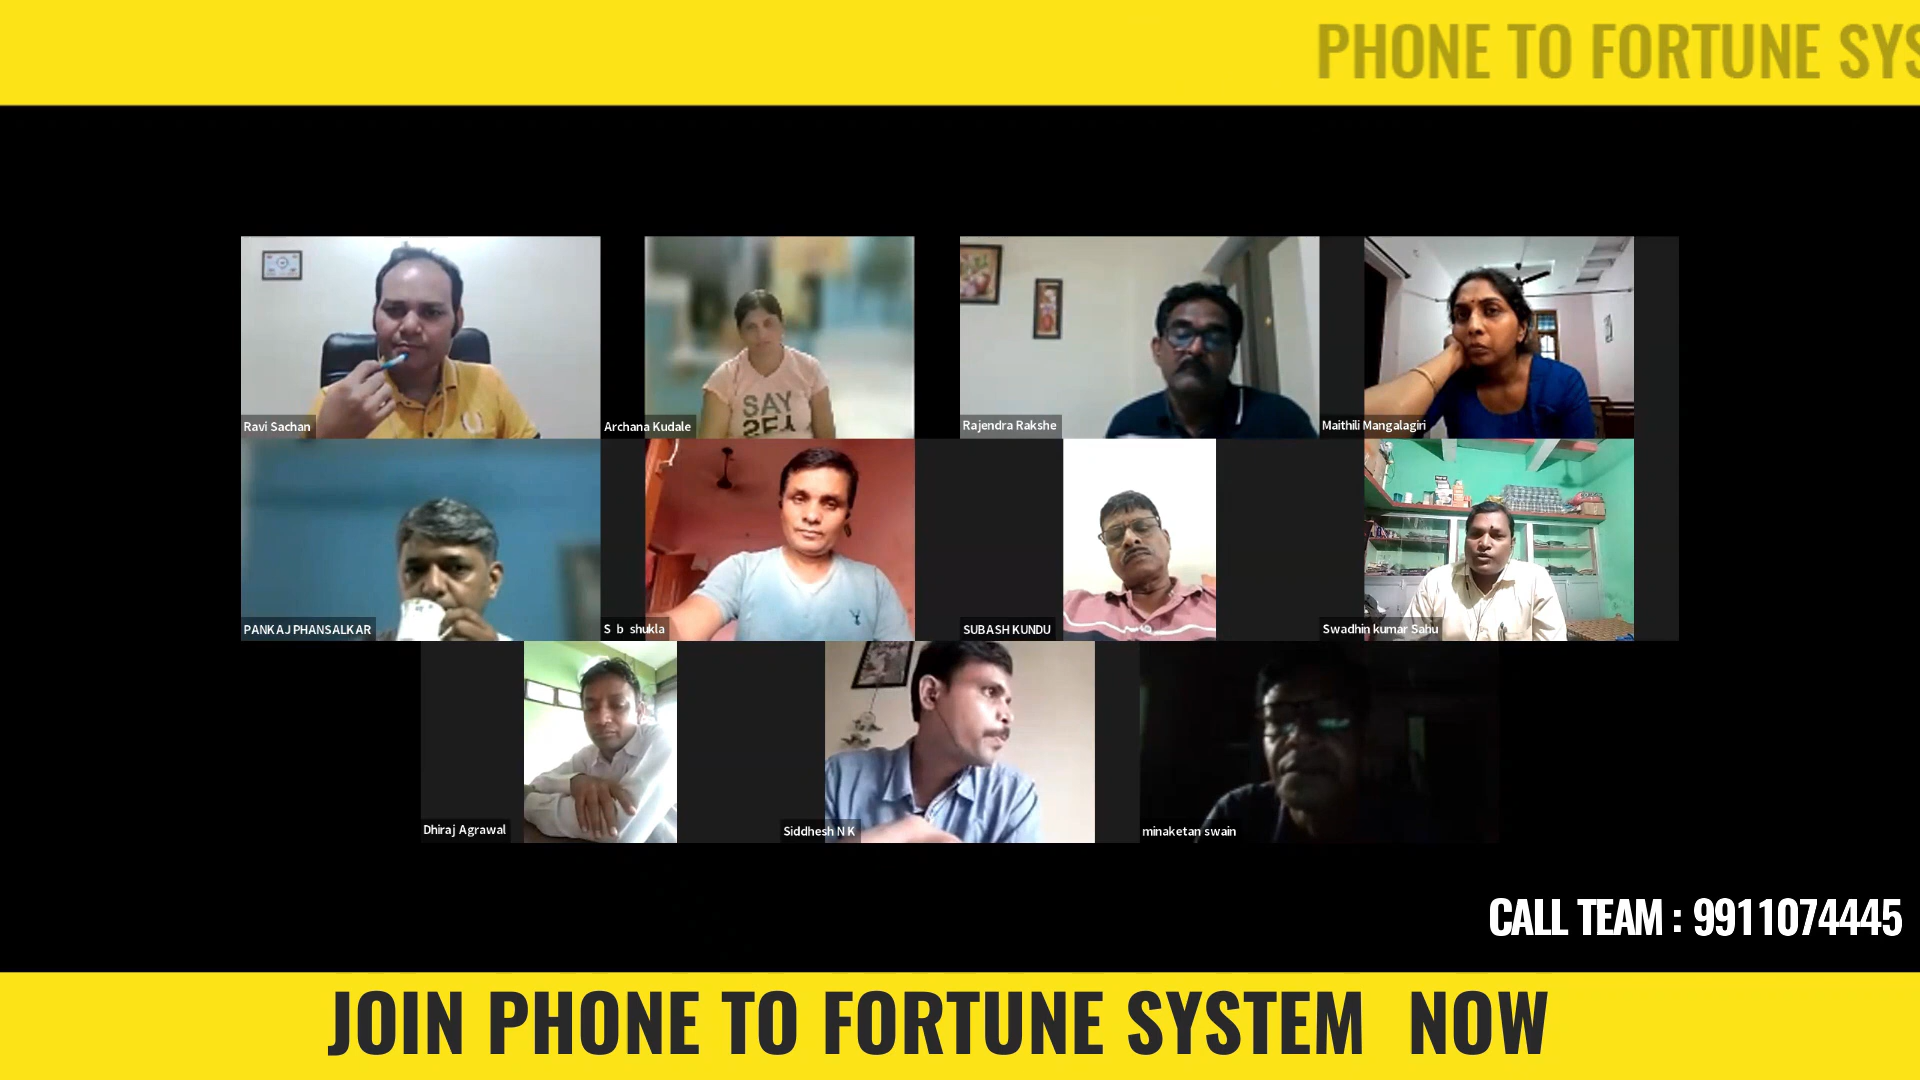 PHONE TO FORTUNE SYS
Ravi Sachan
Archana Kudale
SAY
Rajendra Rakshe
Maithili Mangalagiri
PANKAJ PHANSALKAR
S b shukla
SUBASH KUNDU
Swadhin kumar Sahu
Dhiraj Agrawal
Siddhesh N K
minaketan swain
CALL TEAM : 9911074445
JOIN PHONE TO FORTUNE SYSTEM NOW